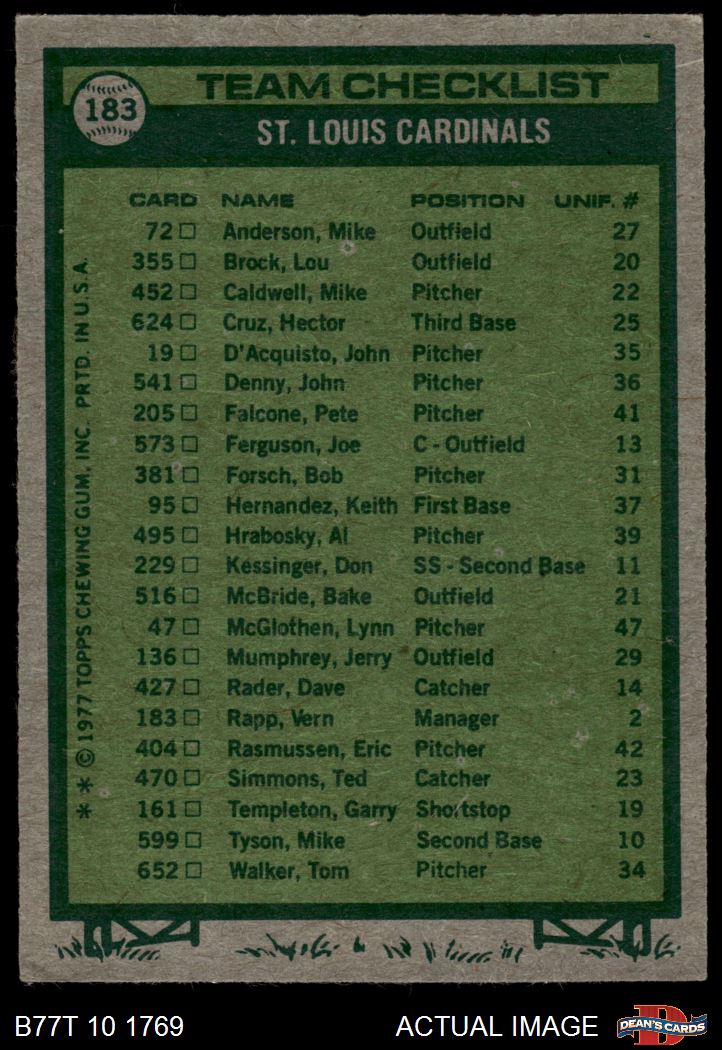 183
TEAM CHECKLIST
ST. LOUIS CARDINALS
CARD NAME POSITION UNIF. #
72 □ Anderson, Mike Outfield 27
355 □ Brock, Lou Outfield 20
452 □ Caldwell, Mike Pitcher 22
624 □ Cruz, Hector Third Base 25
19 □ D'Acquisto, John Pitcher 35
541 □ Denny, John Pitcher 36
205 □ Falcone, Pete Pitcher 41
573 □ Ferguson, Joe C - Outfield 13
381 □ Forsch, Bob Pitcher 31
95 □ Hernandez, Keith First Base 37
495 □ Hrabosky, Al Pitcher 39
229 □ Kessinger, Don SS - Second Base 11
516 □ McBride, Bake Outfield 21
47 □ McGlothen, Lynn Pitcher 47
136 □ Mumphrey, Jerry Outfield 29
427 □ Rader, Dave Catcher 14
183 □ Rapp, Vern Manager 2
404 □ Rasmussen, Eric Pitcher 42
470 □ Simmons, Ted Catcher 23
161 □ Templeton, Garry Shortstop 19
599 □ Tyson, Mike Second Base 10
652 □ Walker, Tom Pitcher 34
* * © 1977 TOPPS CHEWING GUM, INC. PRTD. IN U.S.A.
B77T 10 1769 ACTUAL IMAGE
D
DEAN'S CARDS